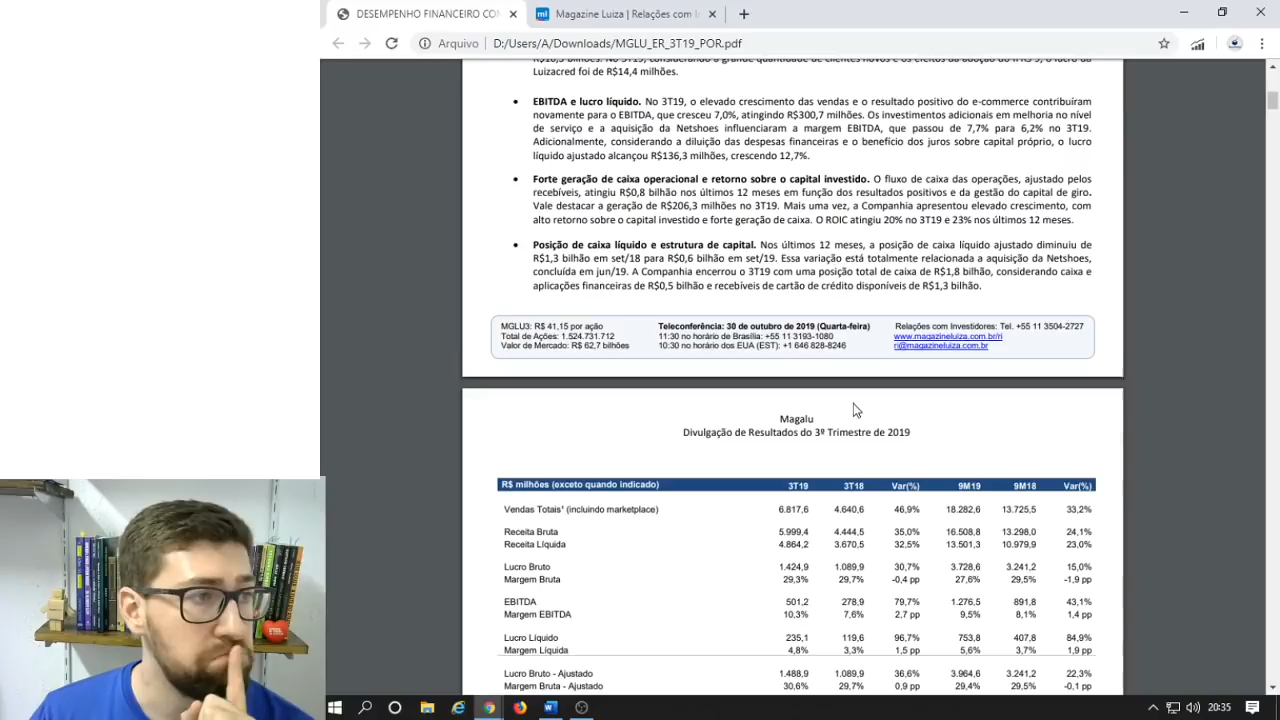 DESEMPENHO FINANCEIRO CON
Magazine Luiza | Relações com I
Arquivo
D:/Users/A/Downloads/MGLU_ER_3T19_POR.pdf
Luizacred foi de R$14,4 milhões.
• EBITDA e lucro líquido. No 3T19, o elevado crescimento das vendas e o resultado positivo do e-commerce contribuíram
novamente para o EBITDA, que cresceu 7,0%, atingindo R$300,7 milhões. Os investimentos adicionais em melhoria no nível
de serviço e a aquisição da Netshoes influenciaram a margem EBITDA, que passou de 7,7% para 6,2% no 3T19.
Adicionalmente, considerando a diluição das despesas financeiras e o benefício dos juros sobre capital próprio, o lucro
líquido ajustado alcançou R$136,3 milhões, crescendo 12,7%.
• Forte geração de caixa operacional e retorno sobre o capital investido. O fluxo de caixa das operações, ajustado pelos
recebíveis, atingiu R$0,8 bilhão nos últimos 12 meses em função dos resultados positivos e da gestão do capital de giro.
Vale destacar a geração de R$206,3 milhões no 3T19. Mais uma vez, a Companhia apresentou elevado crescimento, com
alto retorno sobre o capital investido e forte geração de caixa. O ROIC atingiu 20% no 3T19 e 23% nos últimos 12 meses.
• Posição de caixa líquido e estrutura de capital. Nos últimos 12 meses, a posição de caixa líquido ajustado diminuiu de
R$1,3 bilhão em set/18 para R$0,6 bilhão em set/19. Essa variação está totalmente relacionada a aquisição da Netshoes,
concluída em jun/19. A Companhia encerrou o 3T19 com uma posição total de caixa de R$1,8 bilhão, considerando caixa e
aplicações financeiras de R$0,5 bilhão e recebíveis de cartão de crédito disponíveis de R$1,3 bilhão.
MGLU3: R$ 41,15 por ação
Total de Ações: 1.524.731.712
Valor de Mercado: R$ 62,7 bilhões
Teleconferência: 30 de outubro de 2019 (Quarta-feira)
11:30 no horário de Brasília: +55 11 3193-1080
10:30 no horário dos EUA (EST): +1 646 828-8246
Relações com Investidores: Tel. +55 11 3504-2727
www.magazineluiza.com.br/ri
ri@magazineluiza.com.br
Magalu
Divulgação de Resultados do 3º Trimestre de 2019
R$ milhões (exceto quando indicado) 3T19 3T18 Var(%) 9M19 9M18 Var(%)
Vendas Totais¹ (incluindo marketplace) 6.817,6 4.640,6 46,9% 18.282,6 13.725,5 33,2%
Receita Bruta 5.999,4 4.444,5 35,0% 16.508,8 13.298,0 24,1%
Receita Líquida 4.864,2 3.670,5 32,5% 13.501,3 10.979,9 23,0%
Lucro Bruto 1.424,9 1.089,9 30,7% 3.728,6 3.241,2 15,0%
Margem Bruta 29,3% 29,7% -0,4 pp 27,6% 29,5% -1,9 pp
EBITDA 501,2 278,9 79,7% 1.276,5 891,8 43,1%
Margem EBITDA 10,3% 7,6% 2,7 pp 9,5% 8,1% 1,4 pp
Lucro Líquido 235,1 119,6 96,7% 753,8 407,8 84,9%
Margem Líquida 4,8% 3,3% 1,5 pp 5,6% 3,7% 1,9 pp
Lucro Bruto - Ajustado 1.488,9 1.089,9 36,6% 3.964,6 3.241,2 22,3%
Margem Bruta - Ajustado 30,6% 29,7% 0,9 pp 29,4% 29,5% -0,1 pp
20:35